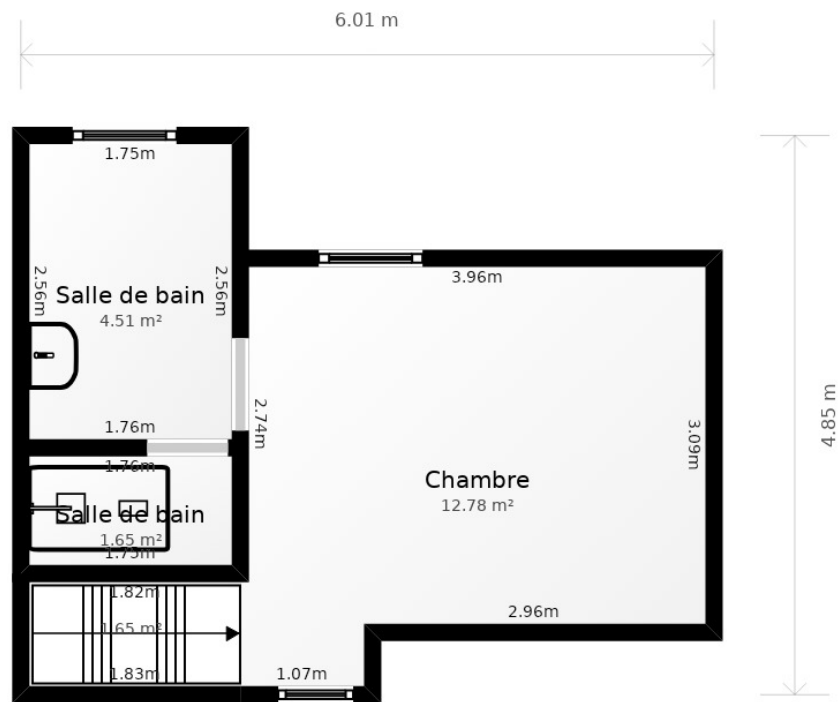 6.01 m
1.75m
2.56m
2.56m
Salle de bain
4.51 m²
3.96m
4.85 m
1.76m
2.74m
3.09m
1.76m
Chambre
12.78 m²
Salle de bain
1.65 m²
1.75m
1.82m
2.96m
1.65 m²
1.83m
1.07m